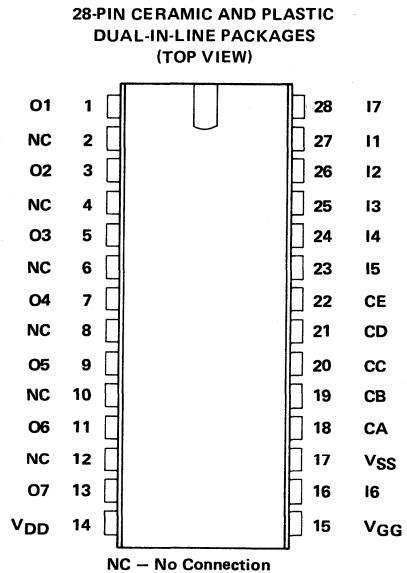 28-PIN CERAMIC AND PLASTIC
DUAL-IN-LINE PACKAGES
(TOP VIEW)
O1 1 28 I7
NC 2 27 I1
O2 3 26 I2
NC 4 25 I3
O3 5 24 I4
NC 6 23 I5
O4 7 22 CE
NC 8 21 CD
O5 9 20 CC
NC 10 19 CB
O6 11 18 CA
NC 12 17 VSS
O7 13 16 I6
VDD 14 15 VGG
NC — No Connection